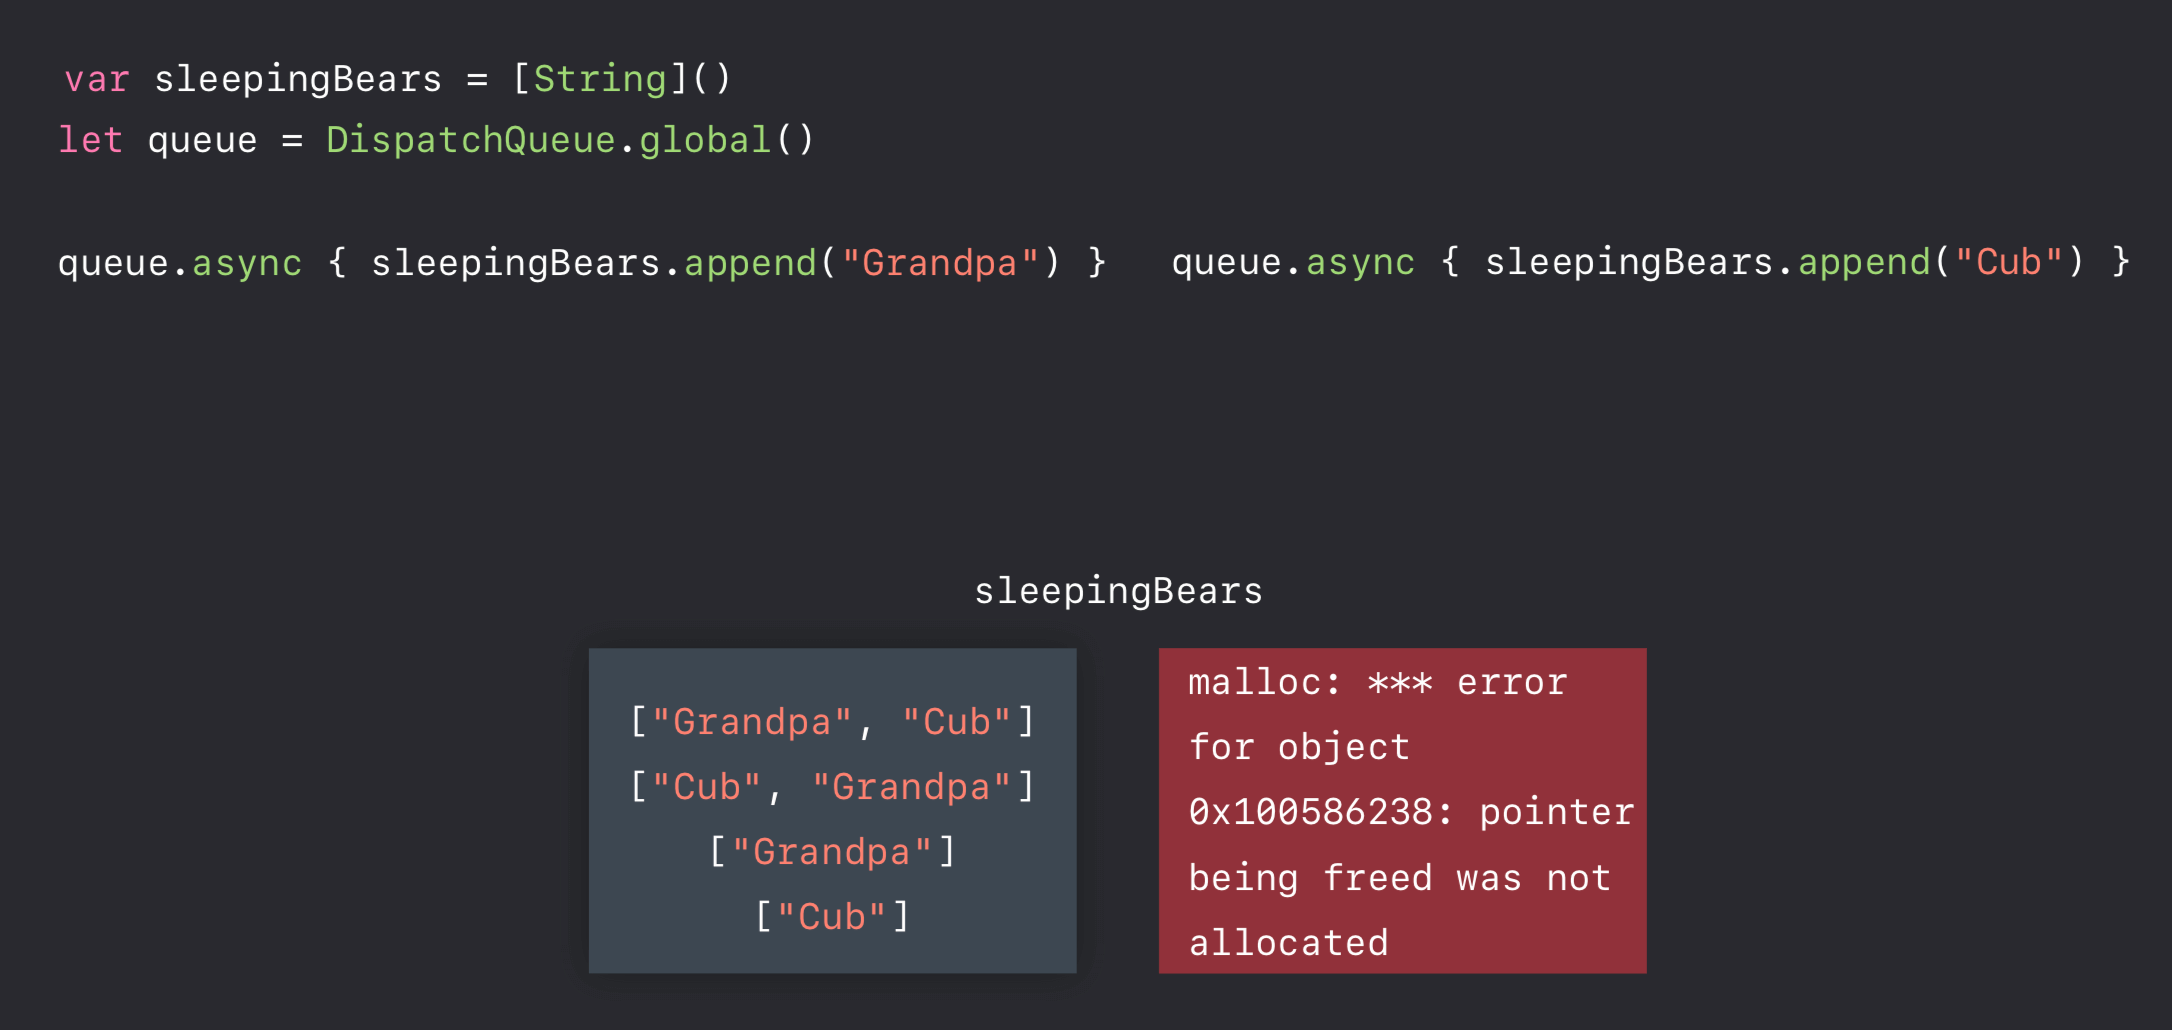 var sleepingBears = [String]()
let queue = DispatchQueue.global()
queue.async { sleepingBears.append("Grandpa") }
queue.async { sleepingBears.append("Cub") }
sleepingBears
["Grandpa", "Cub"]
["Cub", "Grandpa"]
["Grandpa"]
["Cub"]
malloc: *** error
for object
0x100586238: pointer
being freed was not
allocated